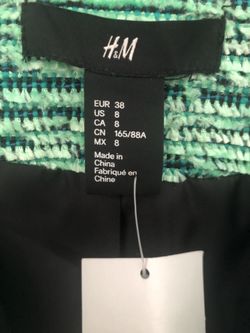 H&M
EUR 38
US 8
CA 8
CN 165/88A
MX 8
Made in
China
Fabriqué en
Chine